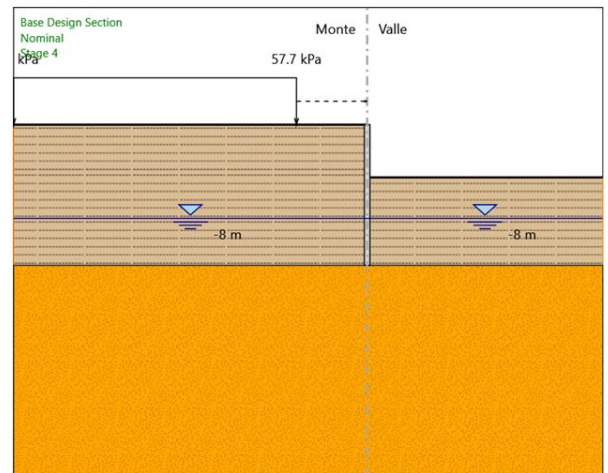 Base Design Section
Nominal
Stage 4
kPa
57.7 kPa
Monte
Valle
-8 m
-8 m